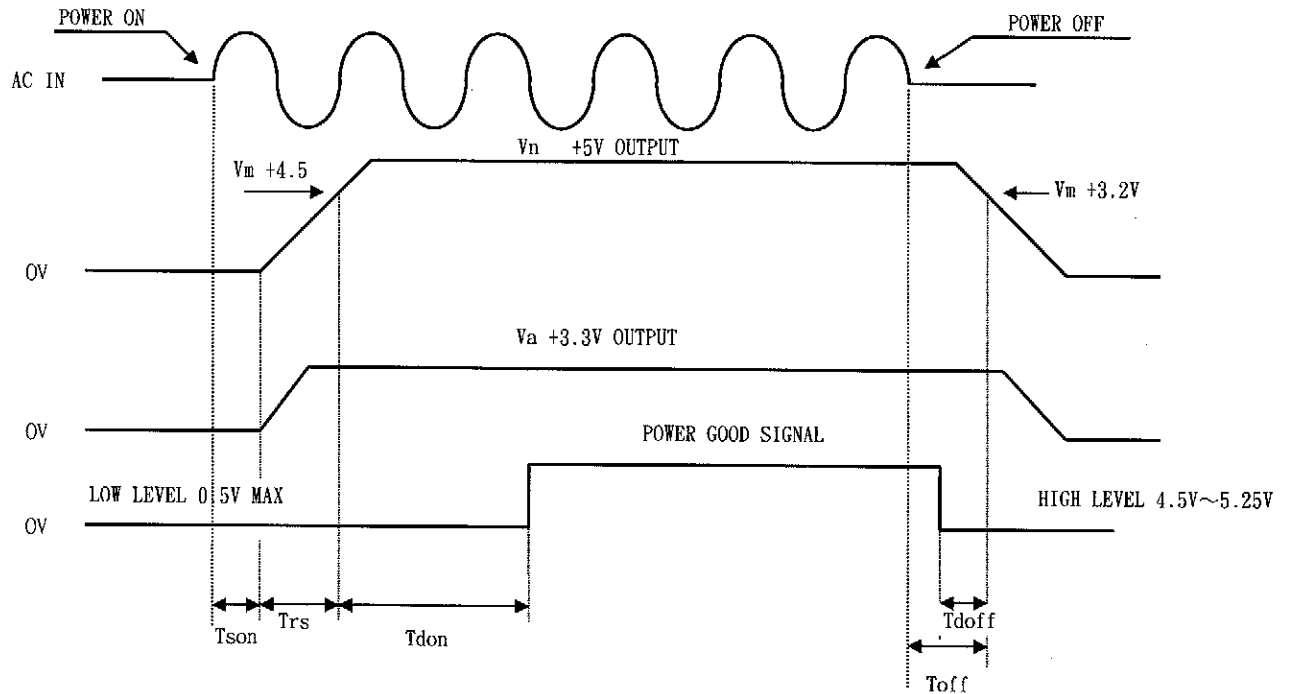 POWER ON
POWER OFF
AC IN
Vn +5V OUTPUT
Vm +4.5
Vm +3.2V
0V
Va +3.3V OUTPUT
0V
POWER GOOD SIGNAL
LOW LEVEL 0.5V MAX
HIGH LEVEL 4.5V~5.25V
0V
Tson
Trs
Tdon
Tdoff
Toff